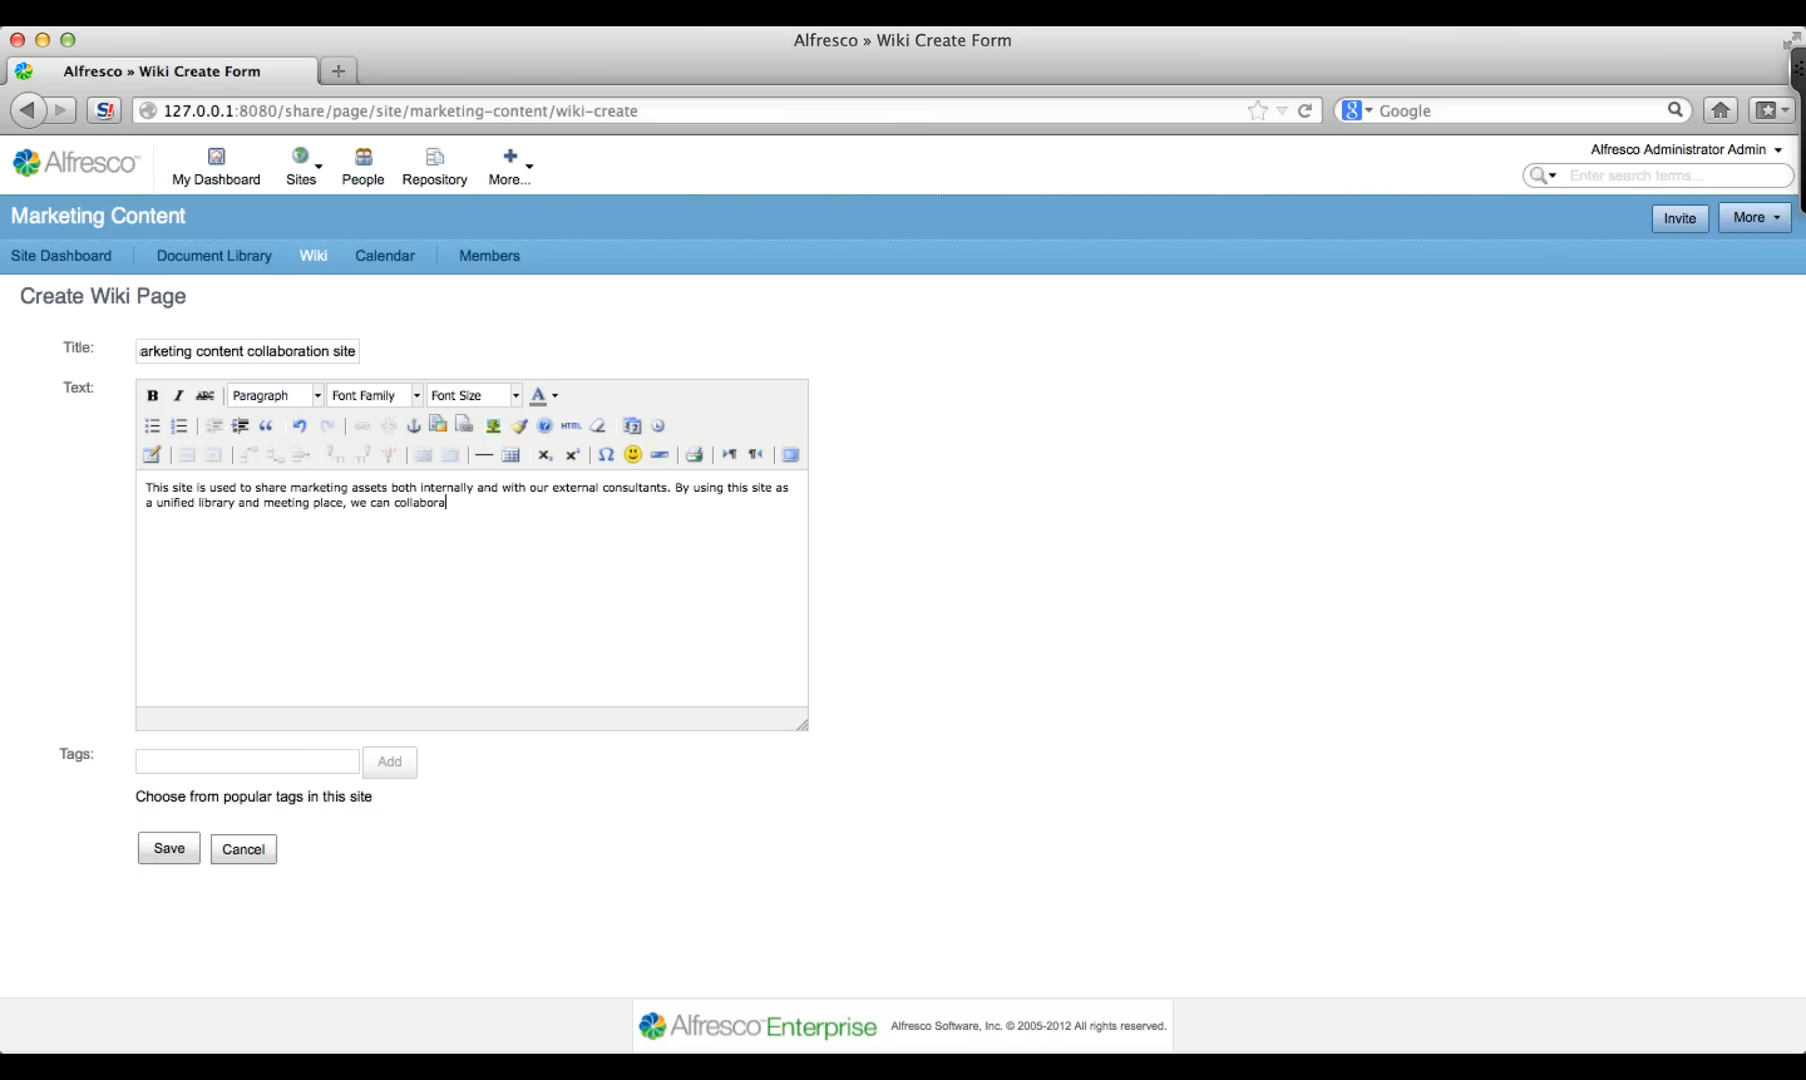 Alfresco » Wiki Create Form
Alfresco » Wiki Create Form
S!
127.0.0.1:8080/share/page/site/marketing-content/wiki-create
8 Google
Alfresco™
My Dashboard
Sites
People
Repository
More...
Alfresco Administrator Admin
Enter search terms...
Marketing Content
Invite
More
Site Dashboard
Document Library
Wiki
Calendar
Members
Create Wiki Page
Title:
arketing content collaboration site
Text:
B I ABC Paragraph Font Family Font Size A
HTML
This site is used to share marketing assets both internally and with our external consultants. By using this site as
a unified library and meeting place, we can collabora
Tags:
Add
Choose from popular tags in this site
Save
Cancel
Alfresco™ Enterprise
Alfresco Software, Inc. © 2005-2012 All rights reserved.